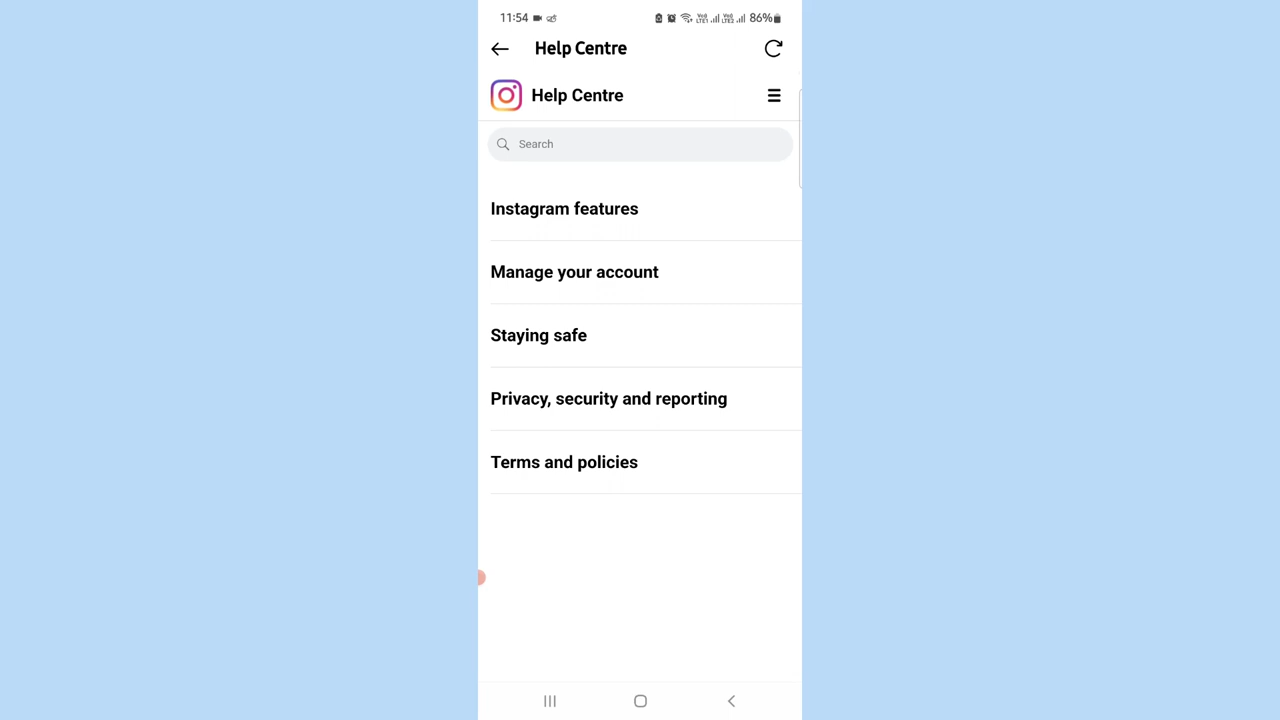 11:54 86%
Help Centre
Help Centre
Search
Instagram features
Manage your account
Staying safe
Privacy, security and reporting
Terms and policies